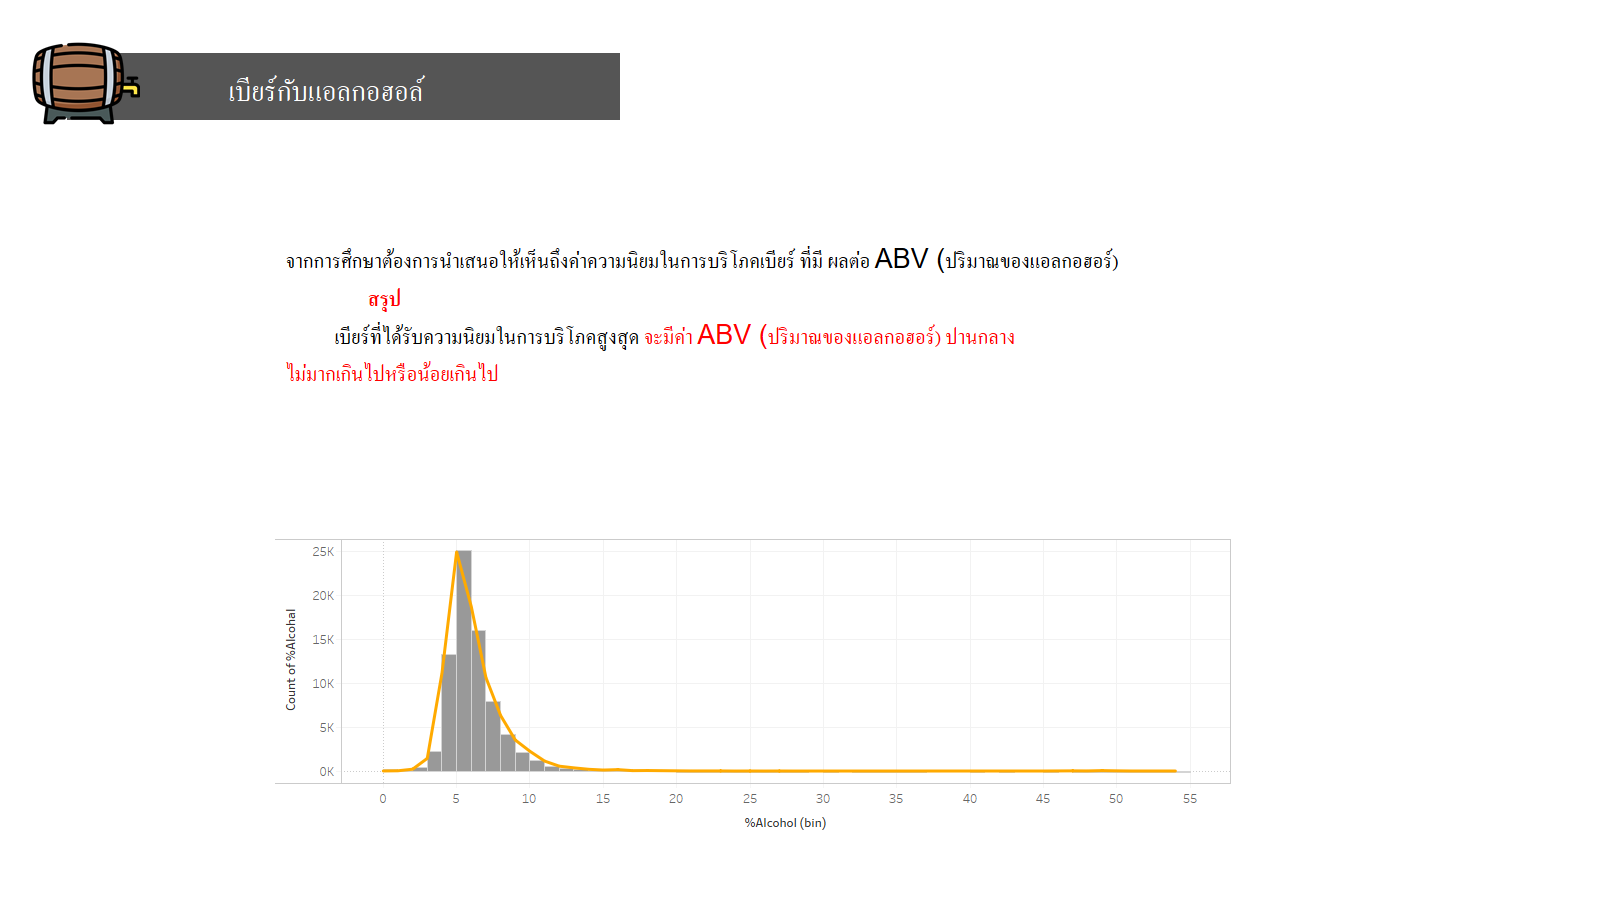 เบียร์กับแอลกอฮอล์
จากการศึกษาต้องการนำเสนอให้เห็นถึงค่าความนิยมในการบริโภคเบียร์ ที่มี ผลต่อ ABV (ปริมาณของแอลกอฮอร์)
สรุป
เบียร์ที่ได้รับความนิยมในการบริโภคสูงสุด จะมีค่า ABV (ปริมาณของแอลกอฮอร์) ปานกลาง
ไม่มากเกินไปหรือน้อยเกินไป
25K
20K
15K
10K
5K
0K
Count of %Alcohal
0 5 10 15 20 25 30 35 40 45 50 55
%Alcohol (bin)